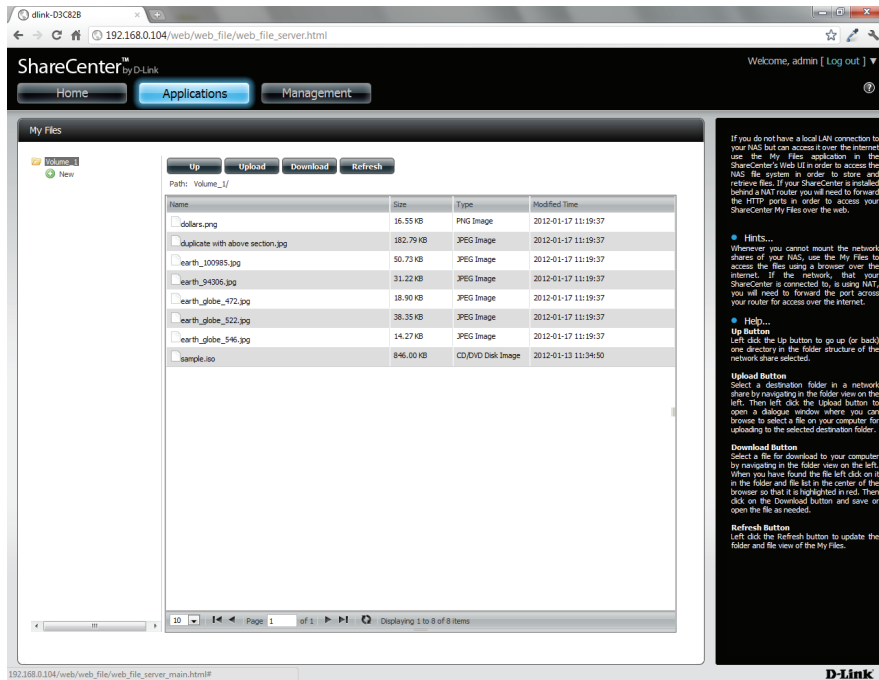 dlink-D3C82B
192.168.0.104/web/web_file/web_file_server.html
ShareCenter™ by D-Link
Welcome, admin [ Log out ] ▼
Home
Applications
Management
My Files
Volume_1
New
Up
Upload
Download
Refresh
Path: Volume_1/
Name Size Type Modified Time
dollars.png 16.55 KB PNG Image 2012-01-17 11:19:37
duplicate with above section.jpg 182.79 KB JPEG Image 2012-01-17 11:19:37
earth_100985.jpg 50.73 KB JPEG Image 2012-01-17 11:19:37
earth_94306.jpg 31.22 KB JPEG Image 2012-01-17 11:19:37
earth_globe_472.jpg 18.90 KB JPEG Image 2012-01-17 11:19:37
earth_globe_522.jpg 38.35 KB JPEG Image 2012-01-17 11:19:37
earth_globe_546.jpg 14.27 KB JPEG Image 2012-01-17 11:19:37
sample.iso 846.00 KB CD/DVD Disk Image 2012-01-13 11:34:50
10 Page 1 of 1 Displaying 1 to 8 of 8 items
If you do not have a local LAN connection to
your NAS but can access it over the internet
use the My Files application in the
ShareCenter's Web UI in order to access the
NAS file system in order to store and
retrieve files. If your ShareCenter is installed
behind a NAT router you will need to forward
the HTTP ports in order to access your
ShareCenter My Files over the web.
Hints...
Whenever you cannot mount the network
shares of your NAS, use the My Files to
access the files using a browser over the
internet. If the network, that your
ShareCenter is connected to, is using NAT,
you will need to forward the port across
your router for access over the internet.
Help...
Up Button
Left click the Up button to go up (or back)
one directory in the folder structure of the
network share selected.
Upload Button
Select a destination folder in a network
share by navigating in the folder view on the
left. Then left click the Upload button to
open a dialogue window where you can
browse to select a file on your computer for
uploading to the selected destination folder.
Download Button
Select a file for download to your computer
by navigating in the folder view on the left.
When you have found the file left click on it
in the folder and file list in the center of the
browser so that it is highlighted in red. Then
click on the Download button and save or
open the file as needed.
Refresh Button
Left click the Refresh button to update the
folder and file view of the My Files.
192.168.0.104/web/web_file/web_file_server_main.html#
D-Link